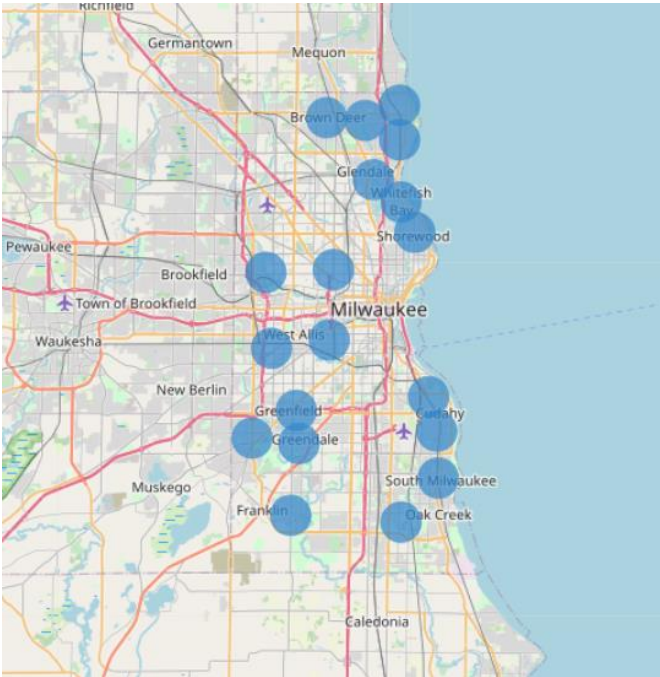 Richfield
Germantown
Mequon
Brown Deer
Glendale
Whitefish
Bay
Shorewood
Pewaukee
Brookfield
Town of Brookfield
Milwaukee
West Allis
Waukesha
New Berlin
Greenfield
Cudahy
Greendale
South Milwaukee
Muskego
Franklin
Oak Creek
Caledonia